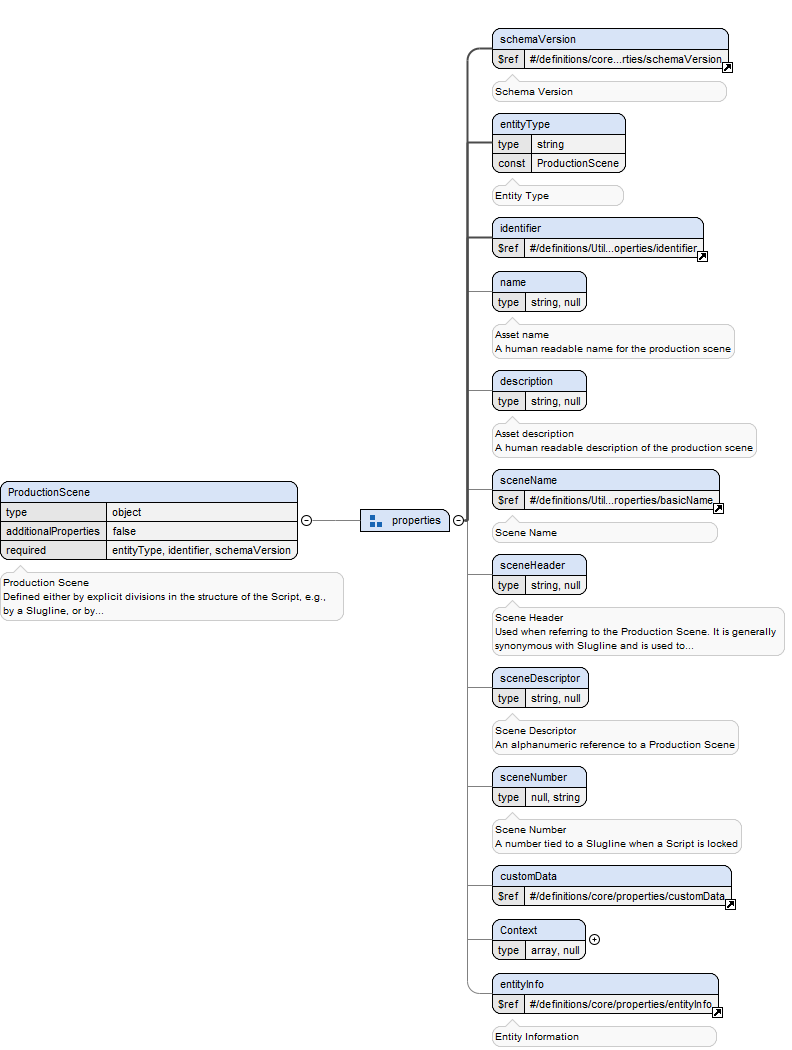 schemaVersion
$ref #/definitions/core...rties/schemaVersion
Schema Version
entityType
type string
const ProductionScene
Entity Type
identifier
$ref #/definitions/Util...operties/identifier
name
type string, null
Asset name
A human readable name for the production scene
description
type string, null
Asset description
A human readable description of the production scene
ProductionScene
type object
additionalProperties false
required entityType, identifier, schemaVersion
Production Scene
Defined either by explicit divisions in the structure of the Script, e.g.,
by a Slugline, or by...
properties
sceneName
$ref #/definitions/Util...roperties/basicName
Scene Name
sceneHeader
type string, null
Scene Header
Used when referring to the Production Scene. It is generally
synonymous with Slugline and is used to...
sceneDescriptor
type string, null
Scene Descriptor
An alphanumeric reference to a Production Scene
sceneNumber
type null, string
Scene Number
A number tied to a Slugline when a Script is locked
customData
$ref #/definitions/core/properties/customData
Context
type array, null
entityInfo
$ref #/definitions/core/properties/entityInfo
Entity Information